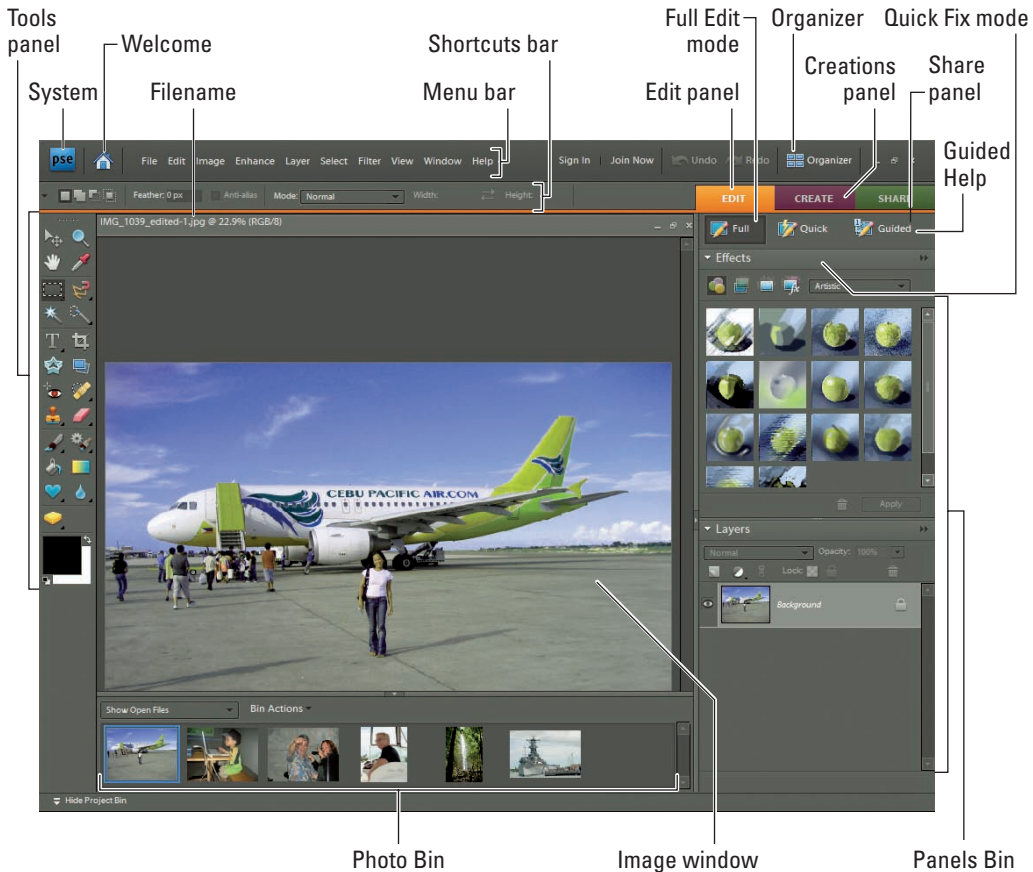 Tools
panel
Welcome
System
Filename
Shortcuts bar
Menu bar
Full Edit
mode
Organizer
Quick Fix mode
Edit panel
Creations
panel
Share
panel
Guided
Help
pse
File Edit Image Enhance Layer Select Filter View Window Help
Sign In | Join Now
Undo
Redo
Organizer
Feather: 0 px
Anti-alias
Mode: Normal
Width:
Height:
EDIT
CREATE
SHARE
IMG_1039_edited-1.jpg @ 22.9% (RGB/8)
Full
Quick
Guided
Effects
Artistic
CEBU PACIFIC AIR.COM
Apply
Layers
Normal
Opacity: 100%
Lock:
Background
Show Open Files
Bin Actions
Hide Project Bin
Photo Bin
Image window
Panels Bin